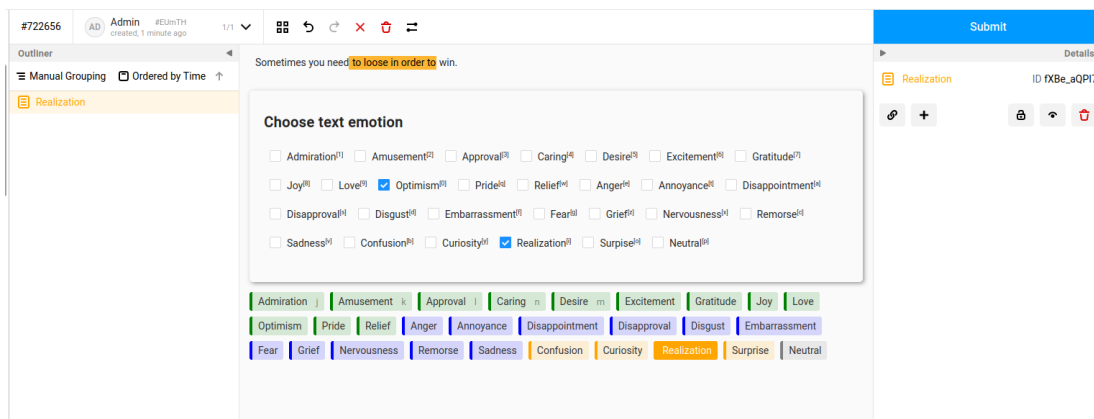 #722656 AD Admin #EUmTH 1/1 Submit
created, 1 minute ago
Outliner Details
Manual Grouping Ordered by Time
Realization
Sometimes you need to loose in order to win.
Realization ID fXBe_aQPI7
Choose text emotion
Admiration[1] Amusement[2] Approval[3] Caring[4] Desire[5] Excitement[6] Gratitude[7]
Joy[8] Love[9] Optimism[0] Pride[q] Relief[w] Anger[e] Annoyance[t] Disappointment[a]
Disapproval[s] Disgust[d] Embarrassment[f] Fear[g] Grief[z] Nervousness[x] Remorse[c]
Sadness[v] Confusion[b] Curiosity[y] Realization[i] Surpise[o] Neutral[p]
Admiration j Amusement k Approval l Caring n Desire m Excitement Gratitude Joy Love
Optimism Pride Relief Anger Annoyance Disappointment Disapproval Disgust Embarrassment
Fear Grief Nervousness Remorse Sadness Confusion Curiosity Realization Surprise Neutral